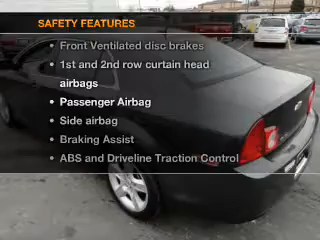 SAFETY FEATURES
• Front Ventilated disc brakes
• 1st and 2nd row curtain head
airbags
• Passenger Airbag
• Side airbag
• Braking Assist
• ABS and Driveline Traction Control